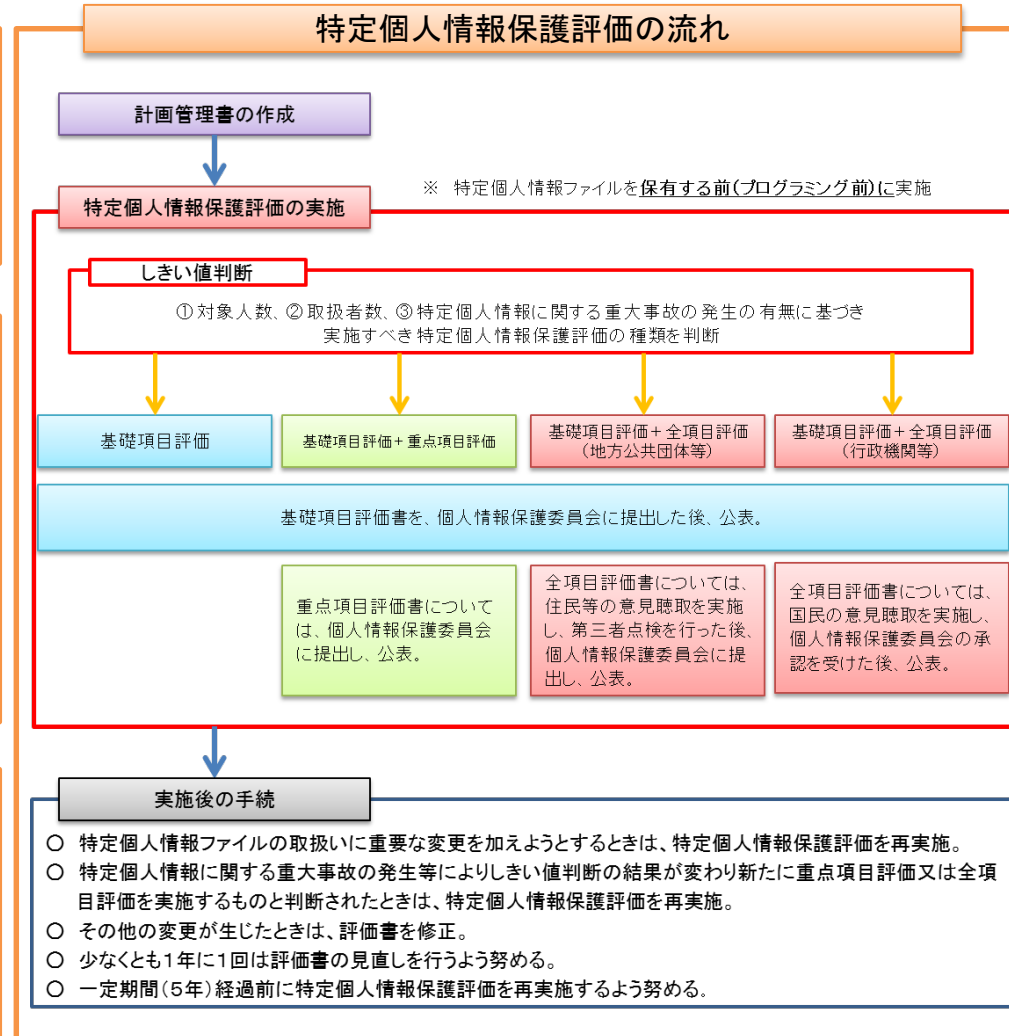 特定個人情報保護評価の流れ
計画管理書の作成
特定個人情報保護評価の実施
※　特定個人情報ファイルを保有する前(プログラミング前)に実施
しきい値判断
①対象人数、②取扱者数、③特定個人情報に関する重大事故の発生の有無に基づき
実施すべき特定個人情報保護評価の種類を判断
基礎項目評価
基礎項目評価＋重点項目評価
基礎項目評価＋全項目評価
(地方公共団体等)
基礎項目評価＋全項目評価
(行政機関等)
基礎項目評価書を、個人情報保護委員会に提出した後、公表。
重点項目評価書について
は、個人情報保護委員会
に提出し、公表。
全項目評価書については、
住民等の意見聴取を実施
し、第三者点検を行った後、
個人情報保護委員会に提
出し、公表。
全項目評価書については、
国民の意見聴取を実施し、
個人情報保護委員会の承
認を受けた後、公表。
実施後の手続
○　特定個人情報ファイルの取扱いに重要な変更を加えようとするときは、特定個人情報保護評価を再実施。
○　特定個人情報に関する重大事故の発生等によりしきい値判断の結果が変わり新たに重点項目評価又は全項
目評価を実施するものと判断されたときは、特定個人情報保護評価を再実施。
○　その他の変更が生じたときは、評価書を修正。
○　少なくとも１年に１回は評価書の見直しを行うよう努める。
○　一定期間(５年)経過前に特定個人情報保護評価を再実施するよう努める。